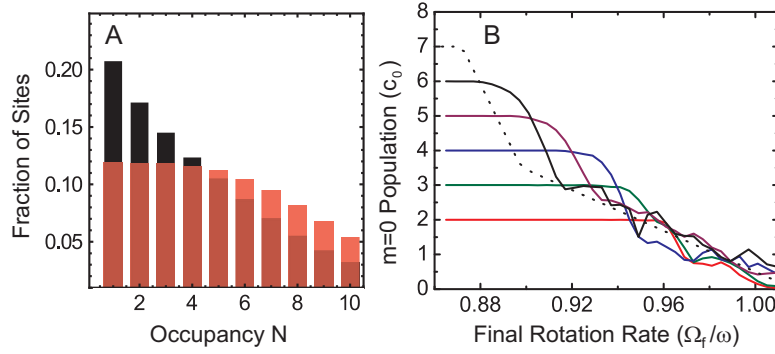 A
Fraction of Sites
0.20
0.15
0.10
0.05
2 4 6 8 10
Occupancy N
B
m=0 Population (c₀)
8
7
6
5
4
3
2
1
0
0.88 0.92 0.96 1.00
Final Rotation Rate (Ω_f/ω)